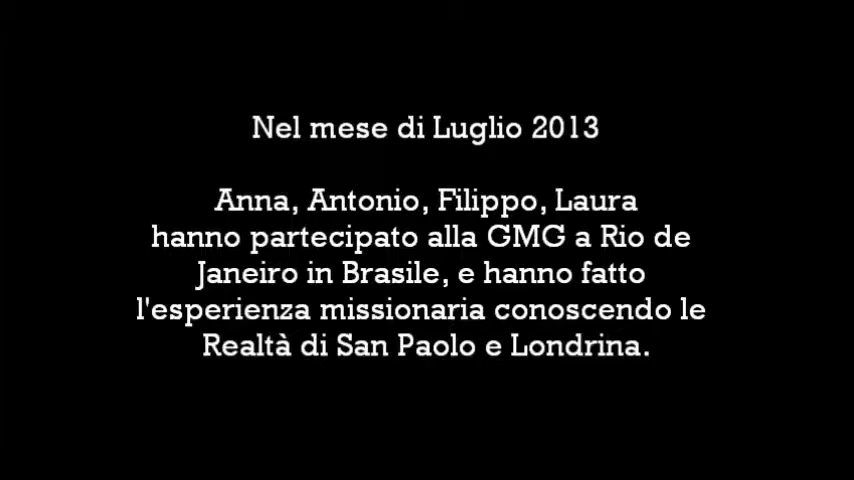 Nel mese di Luglio 2013
Anna, Antonio, Filippo, Laura
hanno partecipato alla GMG a Rio de
Janeiro in Brasile, e hanno fatto
l'esperienza missionaria conoscendo le
Realtà di San Paolo e Londrina.